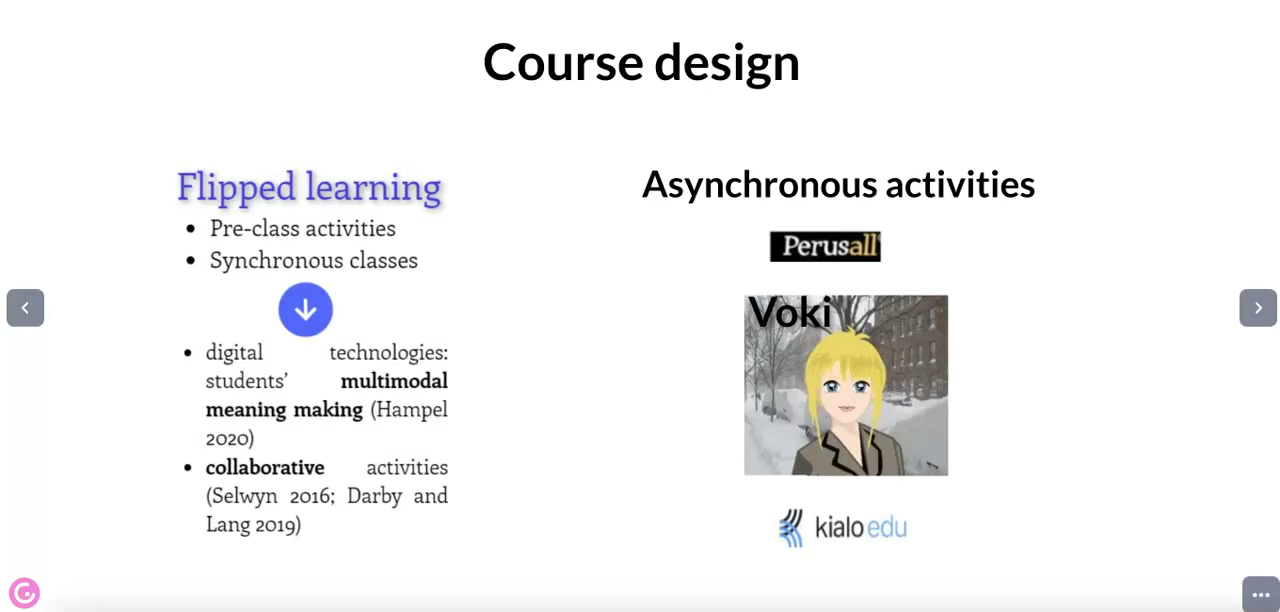 Course design
Flipped learning
• Pre-class activities
• Synchronous classes
• digital technologies:
students’ multimodal
meaning making (Hampel
2020)
• collaborative activities
(Selwyn 2016; Darby and
Lang 2019)
Asynchronous activities
Perusall
Voki
kialo edu